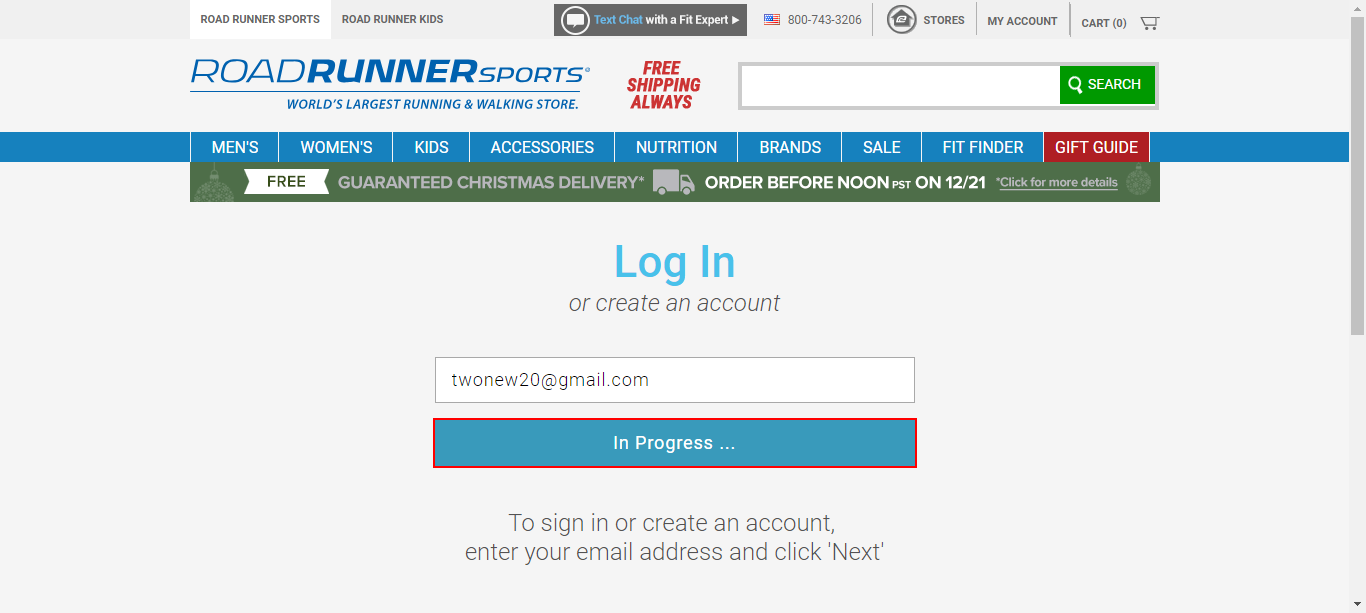 ROAD RUNNER SPORTS ROAD RUNNER KIDS Text Chat with a Fit Expert 800-743-3206 STORES MY ACCOUNT CART (0)
ROADRUNNERSPORTS®
WORLD'S LARGEST RUNNING & WALKING STORE.
FREE
SHIPPING
ALWAYS
SEARCH
MEN'S WOMEN'S KIDS ACCESSORIES NUTRITION BRANDS SALE FIT FINDER GIFT GUIDE
FREE GUARANTEED CHRISTMAS DELIVERY* ORDER BEFORE NOON PST ON 12/21 *Click for more details
Log In
or create an account
twonew20@gmail.com
In Progress ...
To sign in or create an account,
enter your email address and click 'Next'